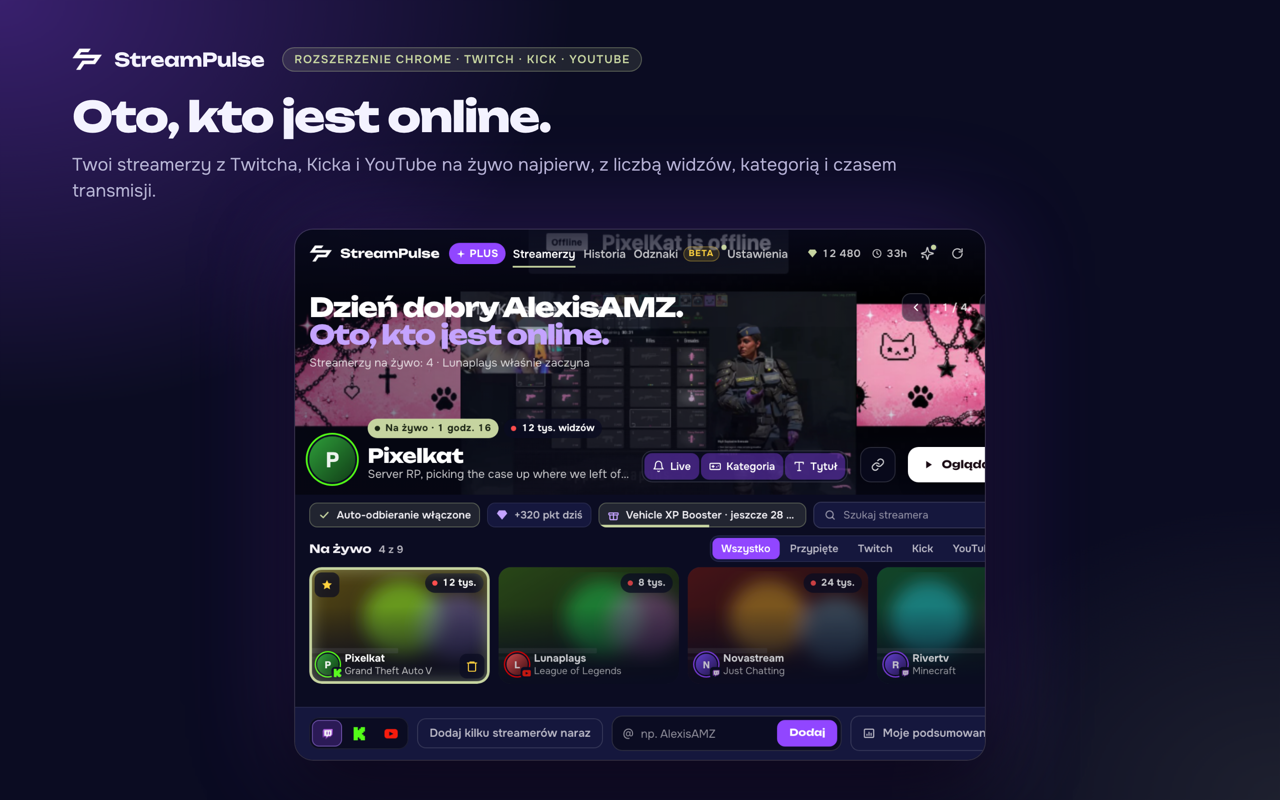 StreamPulse
ROZSZERZENIE CHROME · TWITCH · KICK · YOUTUBE
Oto, kto jest online.
Twoi streamerzy z Twitcha, Kicka i YouTube na żywo najpierw, z liczbą widzów, kategorią i czasem
transmisji.
Offline
PixelKat is offline
StreamPulse
PLUS
Streamerzy
Historia
Odznaki
BETA
Ustawienia
12 480
33h
Dzień dobry AlexisAMZ.
1 / 4
Oto, kto jest online.
Streamerzy na żywo: 4 · Lunaplays właśnie zaczyna
Na żywo · 1 godz. 16
12 tys. widzów
P
Pixelkat
Server RP, picking the case up where we left of...
Live
Kategoria
Tytuł
Auto-odbieranie włączone
+320 pkt dziś
Vehicle XP Booster · jeszcze 28 ...
Szukaj streamera
Na żywo
4 z 9
Wszystko
Przypięte
Twitch
Kick
12 tys.
8 tys.
24 tys.
P
Pixelkat
Grand Theft Auto V
L
Lunaplays
League of Legends
N
Novastream
Just Chatting
R
Rivertv
Minecraft
Dodaj kilku streamerów naraz
@ np. AlexisAMZ
Dodaj
Moje